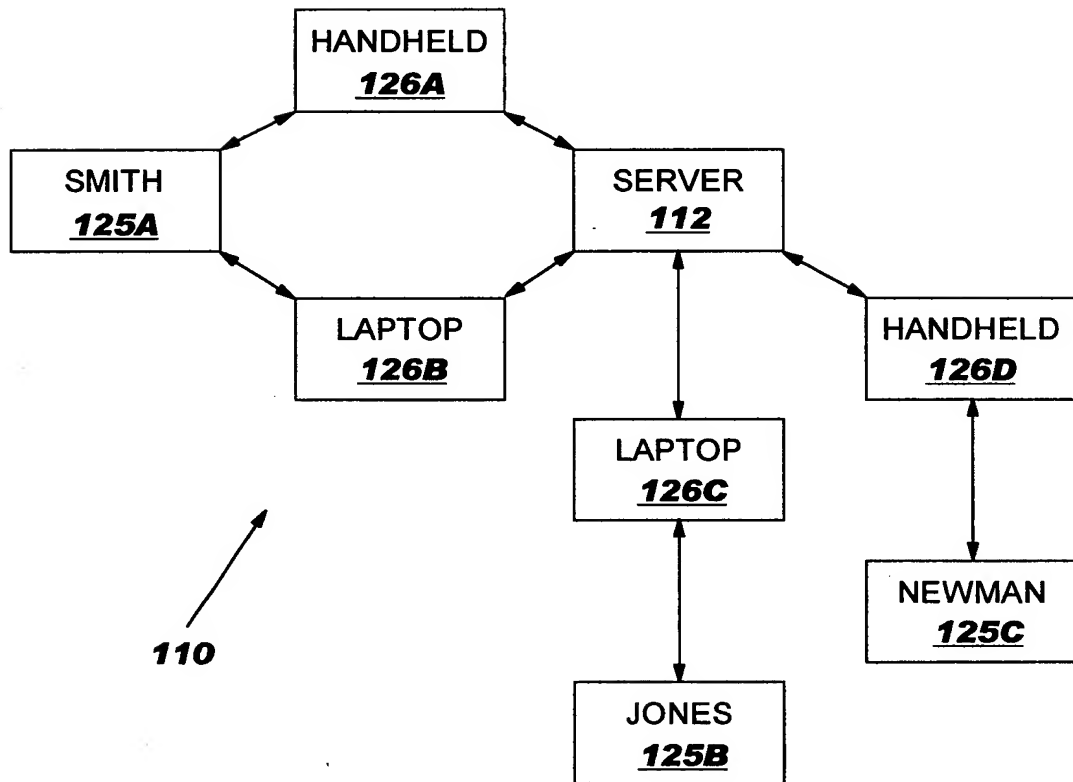 HANDHELD
126A
SMITH
125A
SERVER
112
LAPTOP
126B
HANDHELD
126D
LAPTOP
126C
NEWMAN
125C
110
JONES
125B